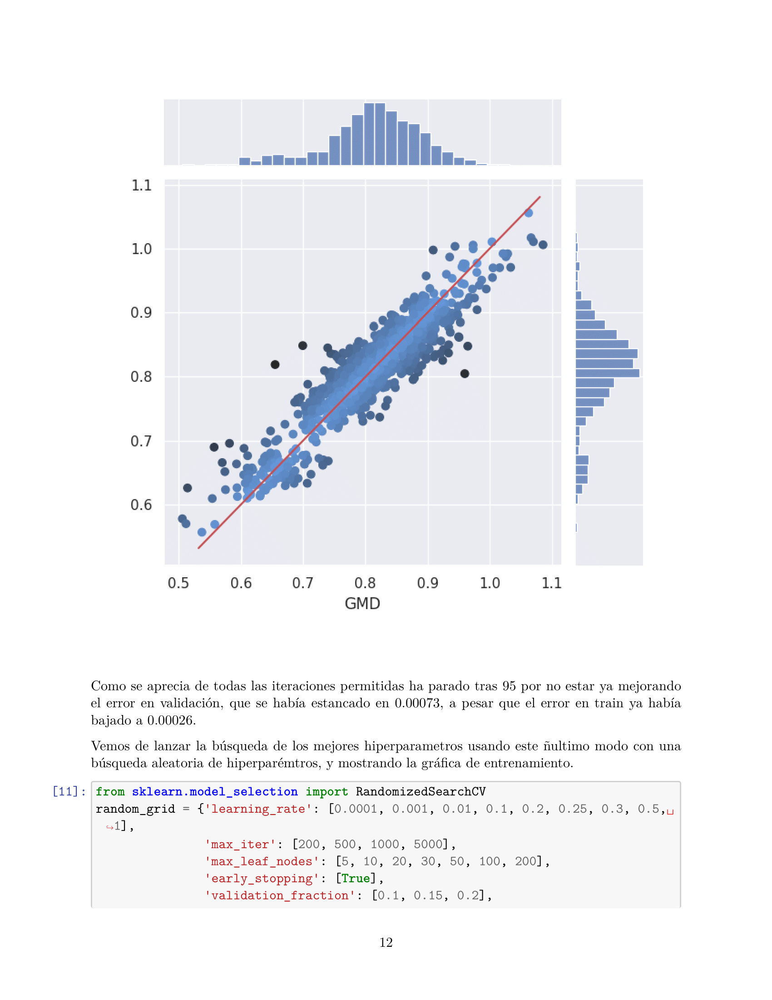 1.1
1.0
0.9
0.8
0.7
0.6
0.5 0.6 0.7 0.8 0.9 1.0 1.1
GMD
Como se aprecia de todas las iteraciones permitidas ha parado tras 95 por no estar ya mejorando
el error en validación, que se había estancado en 0.00073, a pesar que el error en train ya había
bajado a 0.00026.
Vemos de lanzar la búsqueda de los mejores hiperparametros usando este ñultimo modo con una
búsqueda aleatoria de hiperparémtros, y mostrando la gráfica de entrenamiento.
[11]: from sklearn.model_selection import RandomizedSearchCV
random_grid = {'learning_rate': [0.0001, 0.001, 0.01, 0.1, 0.2, 0.25, 0.3, 0.5,␣
↪1],
'max_iter': [200, 500, 1000, 5000],
'max_leaf_nodes': [5, 10, 20, 30, 50, 100, 200],
'early_stopping': [True],
'validation_fraction': [0.1, 0.15, 0.2],
12